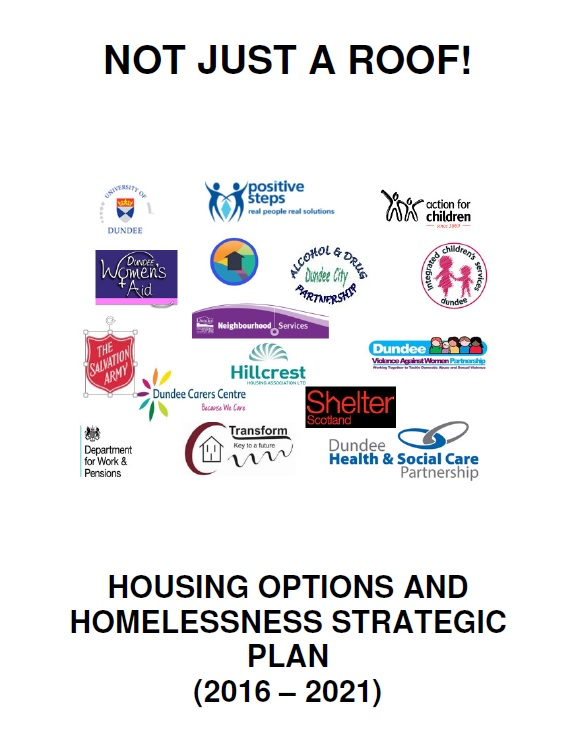 NOT JUST A ROOF!
UNIVERSITY OF
DUNDEE
positive
steps
real people real solutions
action for
children
since 1869
DUNDEE
Women's
Aid
ALCOHOL & DRUG
Dundee City
PARTNERSHIP
integrated children's services
dundee
Neighbourhood Services
THE
SALVATION
ARMY
Hillcrest
HOUSING ASSOCIATION LTD
Dundee
Violence Against Women Partnership
Working Together to Tackle Domestic Abuse and Sexual Violence
Dundee Carers Centre
Because We Care
Shelter
Scotland
Department
for Work &
Pensions
Transform
Key to a future
Dundee
Health & Social Care
Partnership
HOUSING OPTIONS AND
HOMELESSNESS STRATEGIC
PLAN
(2016 – 2021)